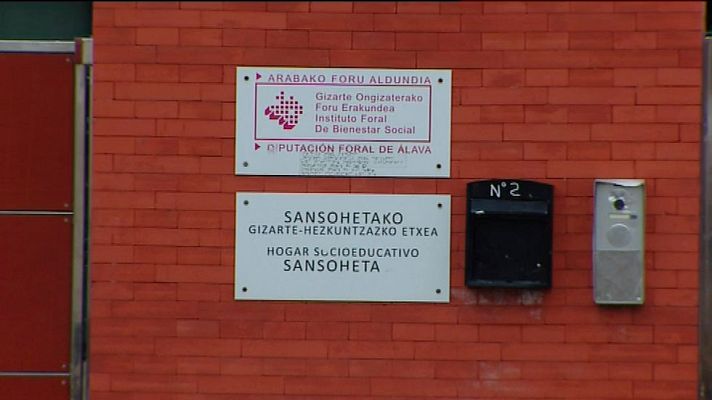 ARABAKO FORU ALDUNDIA
Gizarte Ongizaterako
Foru Erakundea
Instituto Foral
De Bienestar Social
DIPUTACIÓN FORAL DE ÁLAVA
SANSOHETAKO
GIZARTE-HEZKUNTZAZKO ETXEA
HOGAR SOCIOEDUCATIVO
SANSOHETA
Nº2